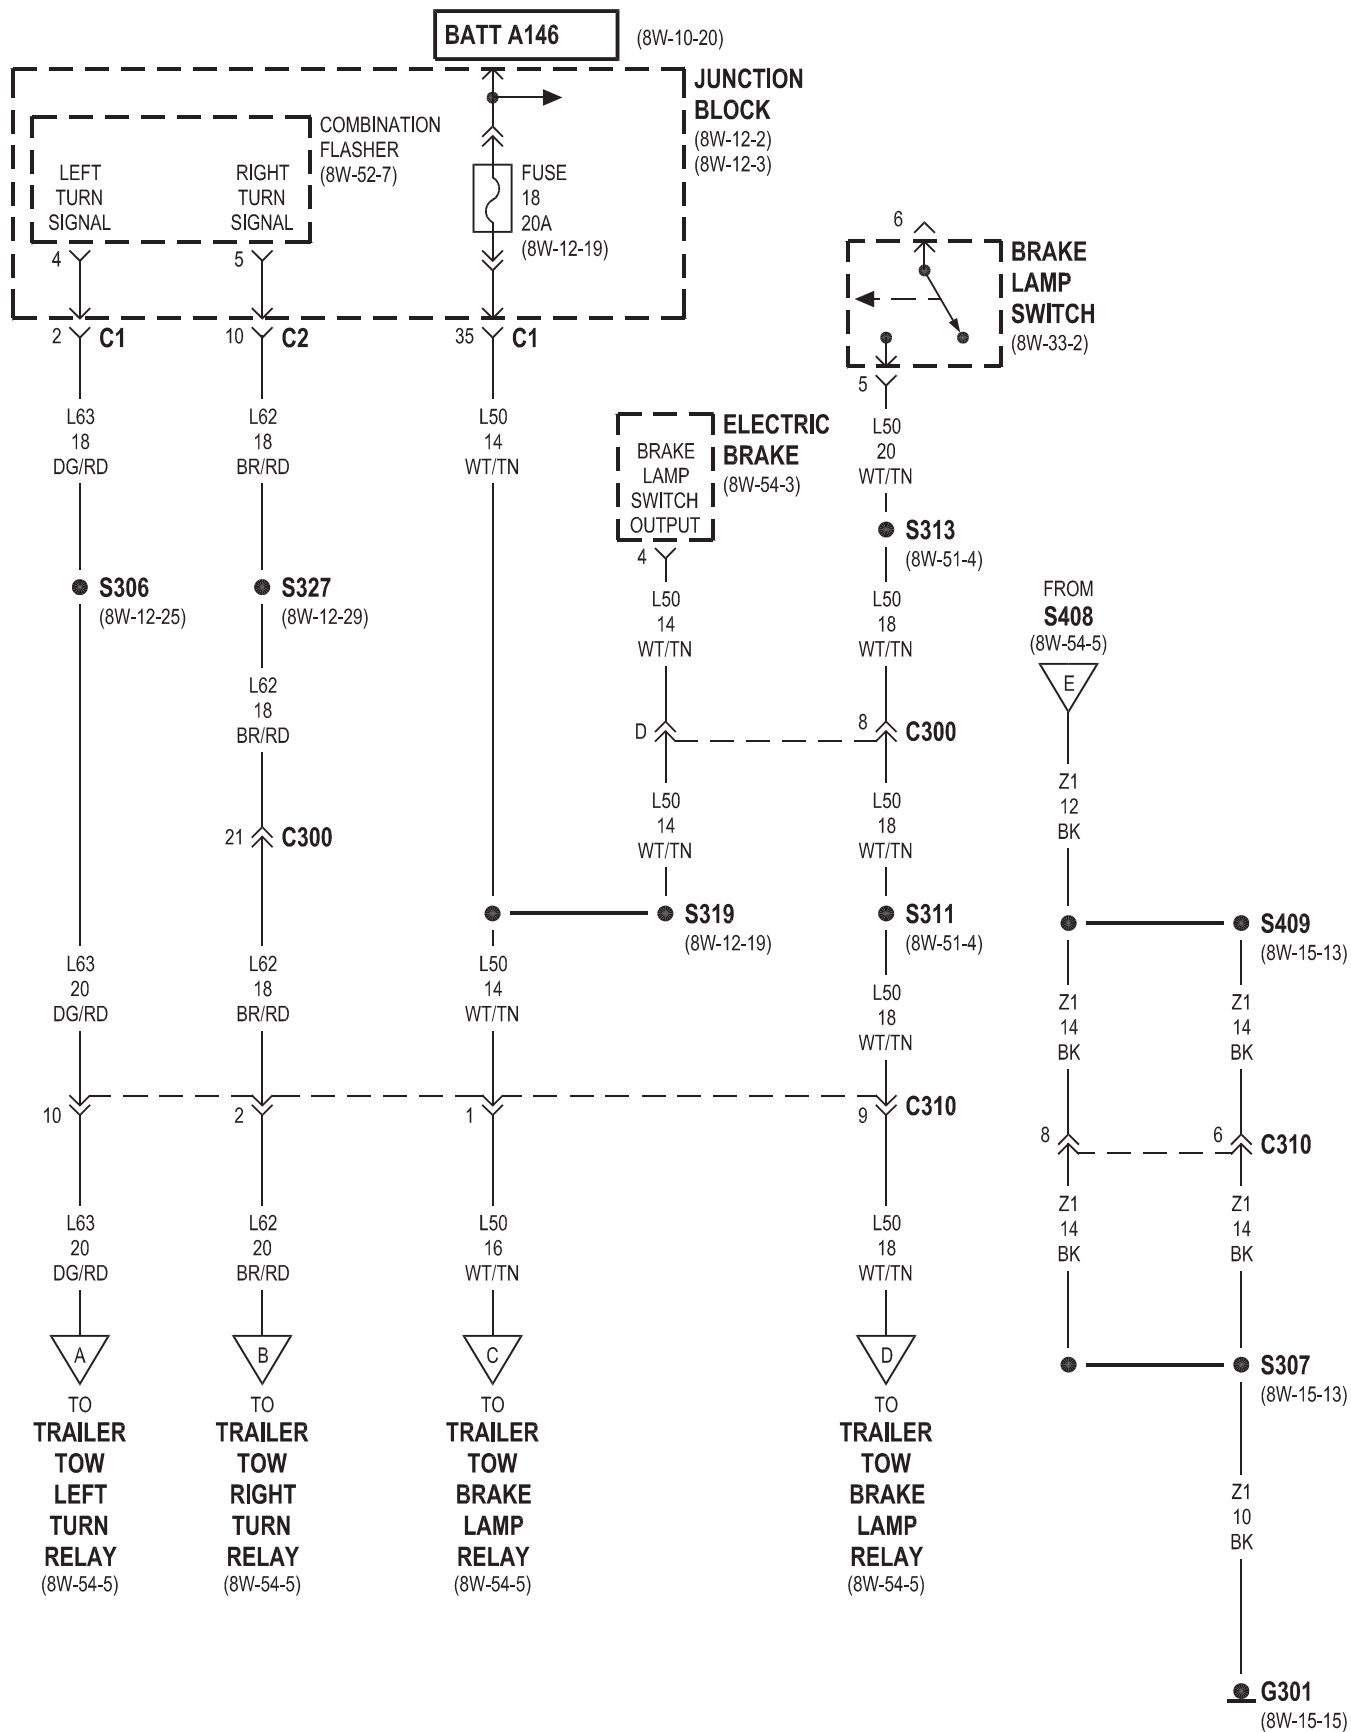 BATT A146
(8W-10-20)
JUNCTION
BLOCK
(8W-12-2)
(8W-12-3)
COMBINATION
FLASHER
(8W-52-7)
LEFT
TURN
SIGNAL
RIGHT
TURN
SIGNAL
FUSE
18
20A
(8W-12-19)
4
5
2
C1
10
C2
35
C1
6
BRAKE
LAMP
SWITCH
(8W-33-2)
5
L63
18
DG/RD
L62
18
BR/RD
L50
14
WT/TN
ELECTRIC
BRAKE
(8W-54-3)
BRAKE
LAMP
SWITCH
OUTPUT
4
L50
20
WT/TN
S313
(8W-51-4)
S306
(8W-12-25)
S327
(8W-12-29)
L50
14
WT/TN
L50
18
WT/TN
FROM
S408
(8W-54-5)
E
L62
18
BR/RD
D
8
C300
21
C300
L50
14
WT/TN
L50
18
WT/TN
Z1
12
BK
S319
(8W-12-19)
S311
(8W-51-4)
S409
(8W-15-13)
L63
20
DG/RD
L62
18
BR/RD
L50
14
WT/TN
L50
18
WT/TN
Z1
14
BK
Z1
14
BK
10
2
1
9
C310
8
6
C310
L63
20
DG/RD
L62
20
BR/RD
L50
16
WT/TN
L50
18
WT/TN
Z1
14
BK
Z1
14
BK
A
B
C
D
S307
(8W-15-13)
TO
TRAILER
TOW
LEFT
TURN
RELAY
(8W-54-5)
TO
TRAILER
TOW
RIGHT
TURN
RELAY
(8W-54-5)
TO
TRAILER
TOW
BRAKE
LAMP
RELAY
(8W-54-5)
TO
TRAILER
TOW
BRAKE
LAMP
RELAY
(8W-54-5)
Z1
10
BK
G301
(8W-15-15)